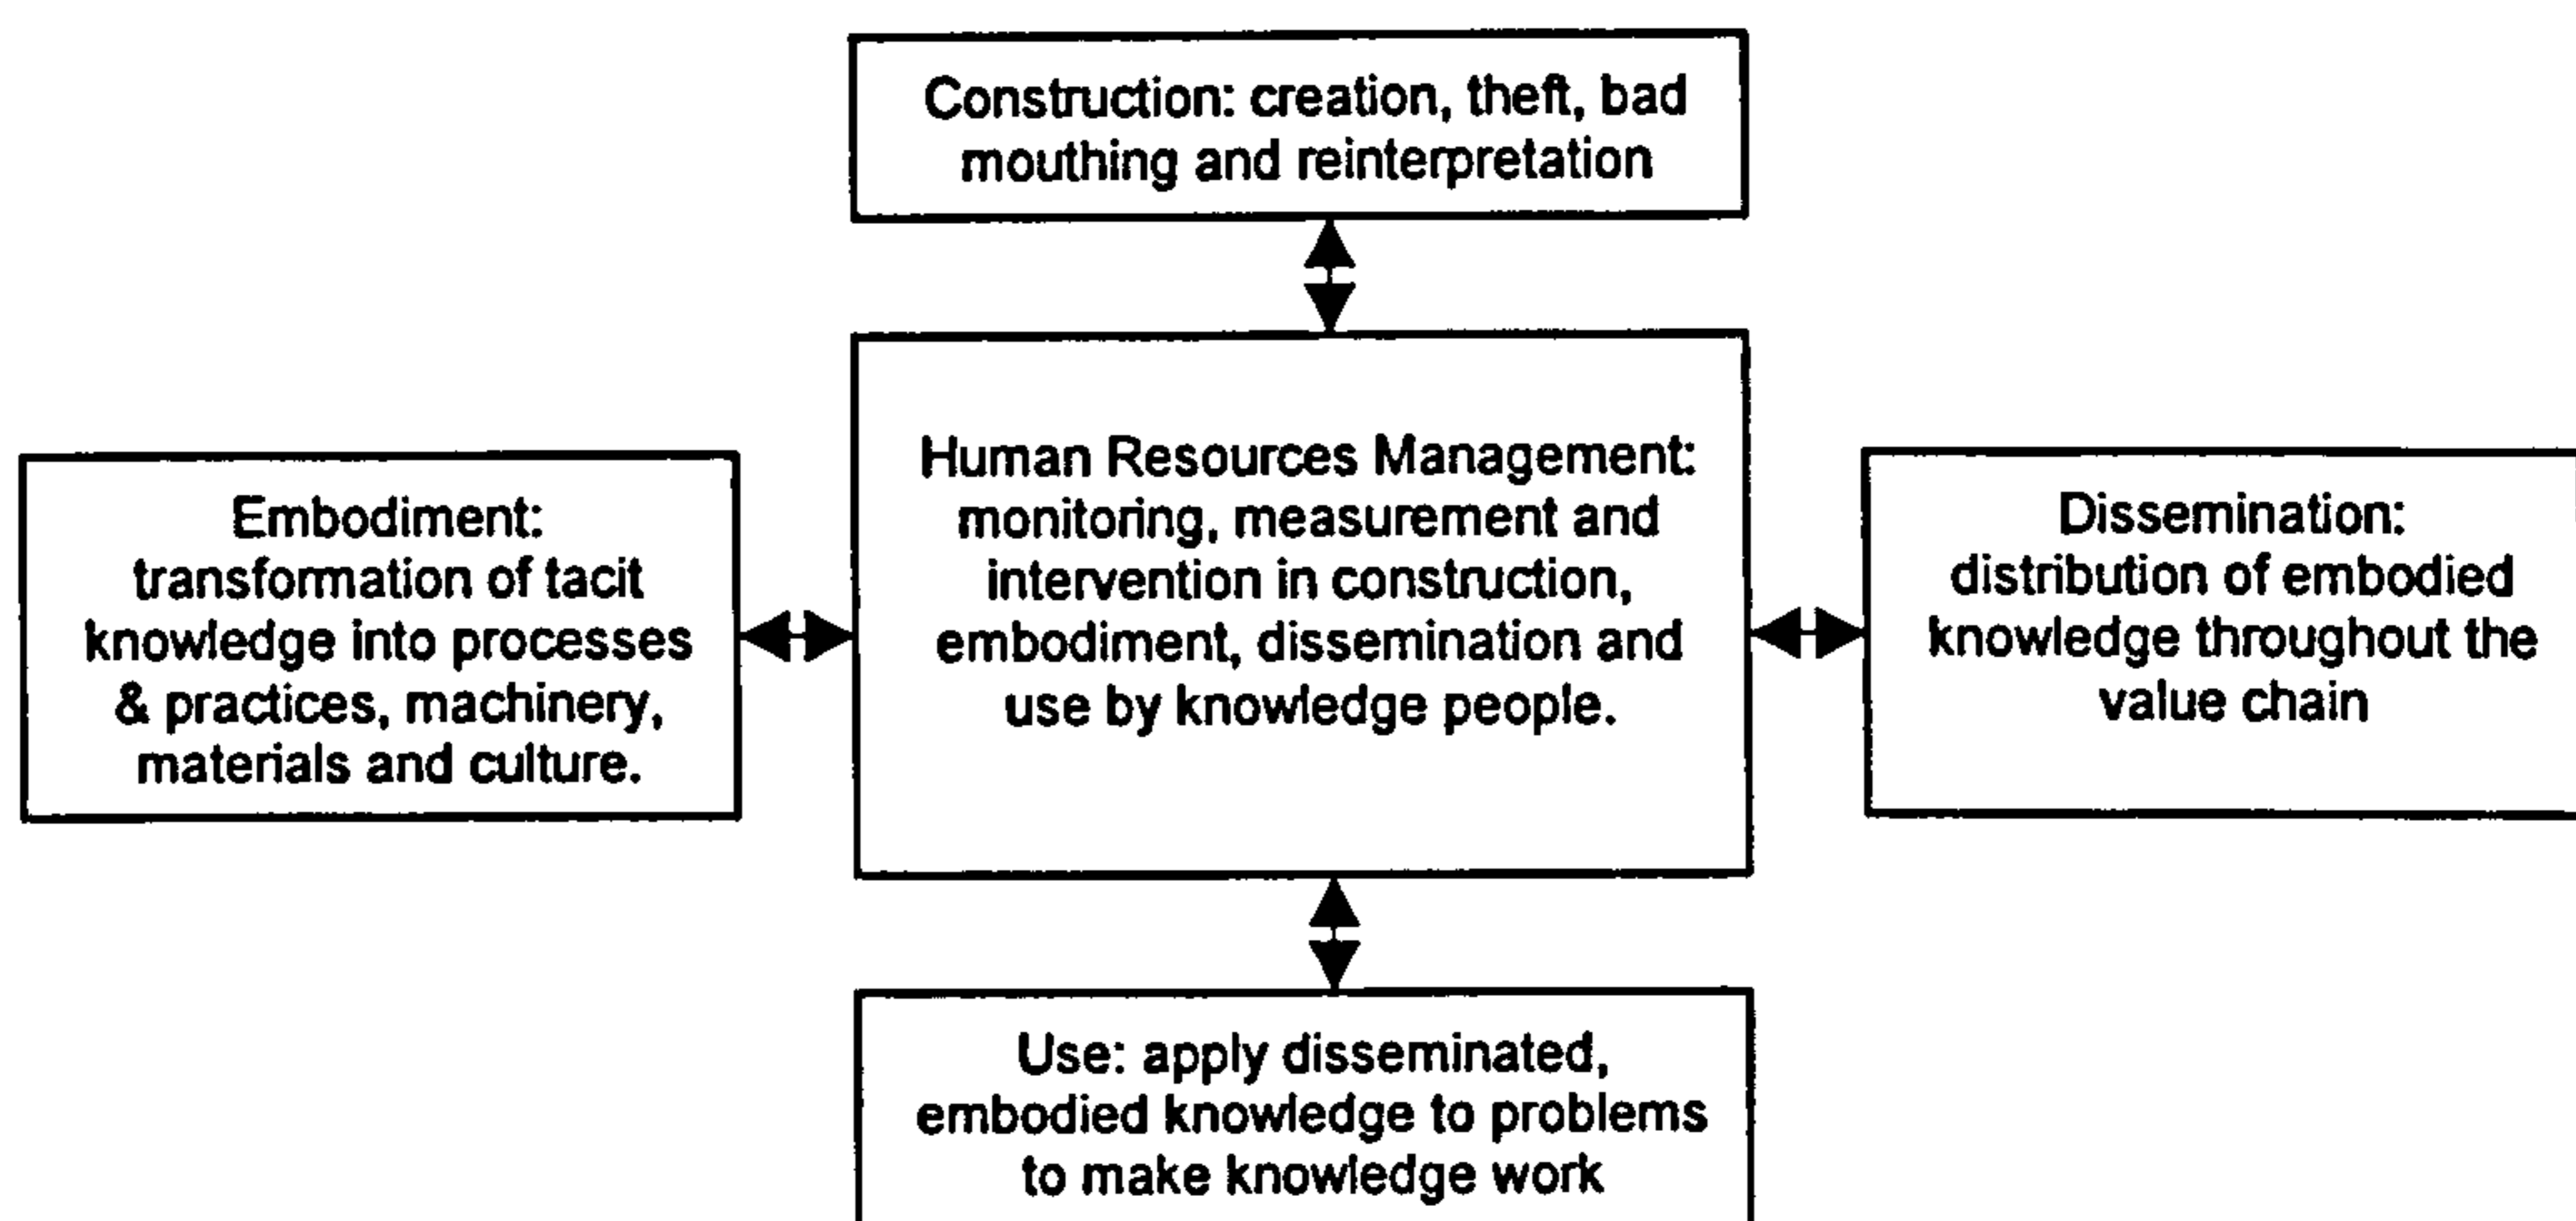 Construction: creation, theft, bad
mouthing and reinterpretation
Human Resources Management:
monitoring, measurement and
intervention in construction,
embodiment, dissemination and
use by knowledge people.
Embodiment:
transformation of tacit
knowledge into processes
& practices, machinery,
materials and culture.
Dissemination:
distribution of embodied
knowledge throughout the
value chain
Use: apply disseminated,
embodied knowledge to problems
to make knowledge work